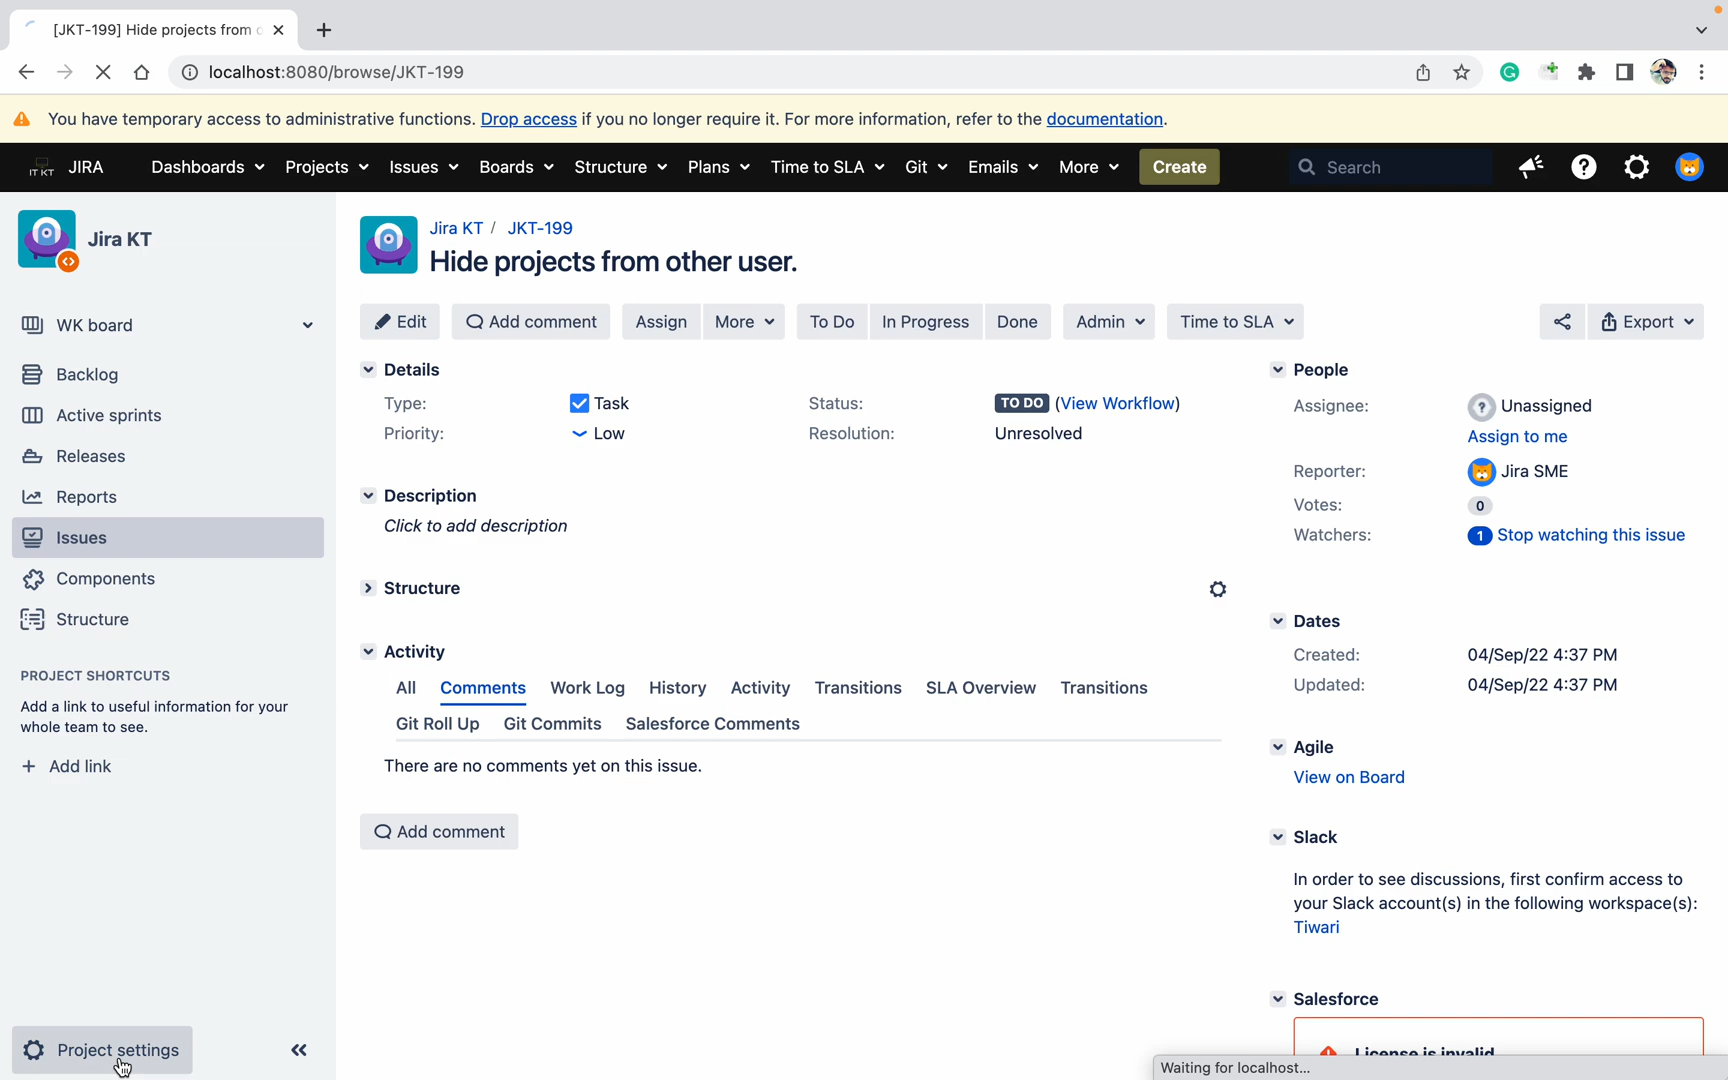 [JKT-199] Hide projects from
localhost:8080/browse/JKT-199
You have temporary access to administrative functions. Drop access if you no longer require it. For more information, refer to the documentation.
IT KT JIRA Dashboards Projects Issues Boards Structure Plans Time to SLA Git Emails More Create Search
Jira KT
WK board
Backlog
Active sprints
Releases
Reports
Issues
Components
Structure
PROJECT SHORTCUTS
Add a link to useful information for your
whole team to see.
+ Add link
Project settings
Jira KT / JKT-199
Hide projects from other user.
Edit Add comment Assign More To Do In Progress Done Admin Time to SLA Export
Details
Type: Task Status: TO DO (View Workflow)
Priority: Low Resolution: Unresolved
Description
Click to add description
Structure
Activity
All Comments Work Log History Activity Transitions SLA Overview Transitions
Git Roll Up Git Commits Salesforce Comments
There are no comments yet on this issue.
Add comment
People
Assignee: Unassigned
Assign to me
Reporter: Jira SME
Votes: 0
Watchers: 1 Stop watching this issue
Dates
Created: 04/Sep/22 4:37 PM
Updated: 04/Sep/22 4:37 PM
Agile
View on Board
Slack
In order to see discussions, first confirm access to
your Slack account(s) in the following workspace(s):
Tiwari
Salesforce
License is invalid
Waiting for localhost...